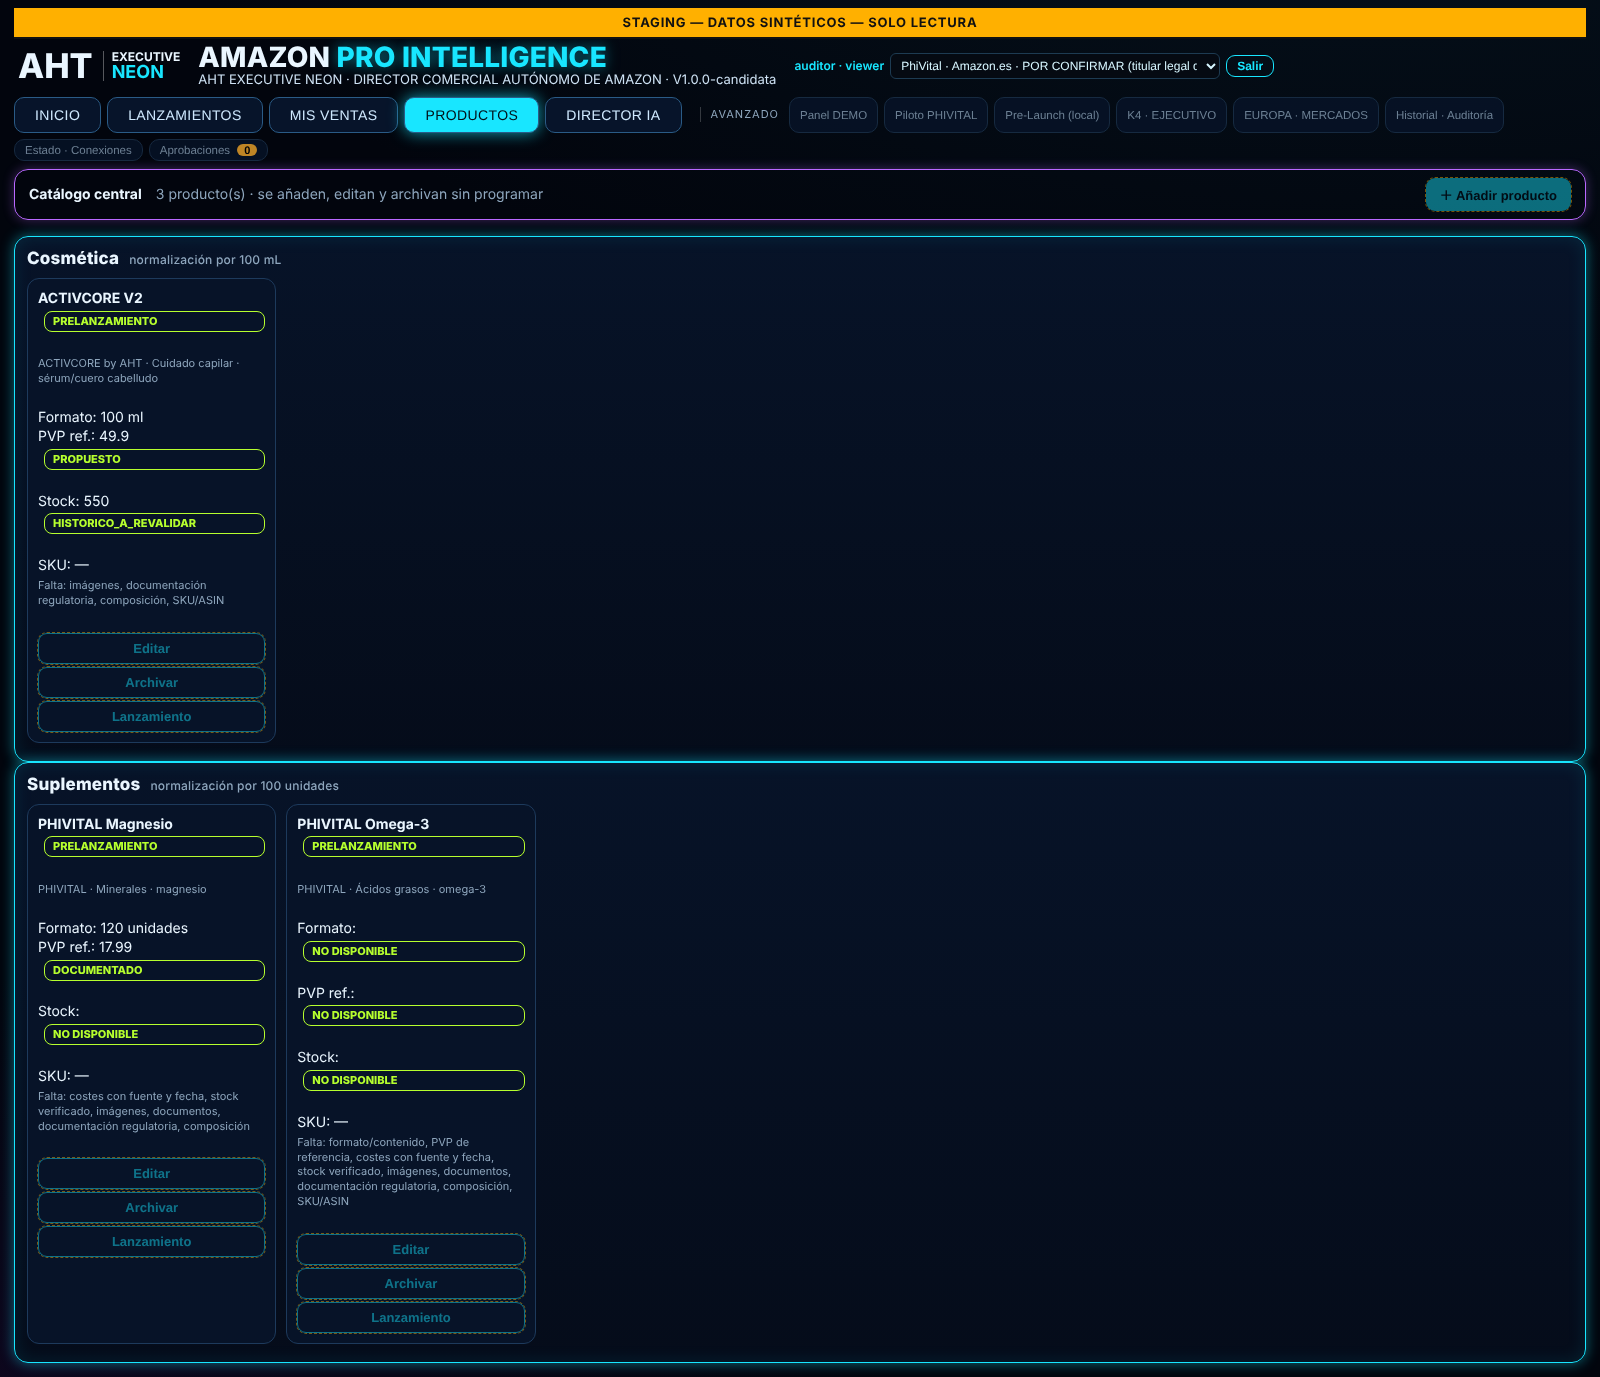 STAGING — DATOS SINTÉTICOS — SOLO LECTURA
AHT EXECUTIVE NEON
AMAZON PRO INTELLIGENCE
AHT EXECUTIVE NEON · DIRECTOR COMERCIAL AUTÓNOMO DE AMAZON · V1.0.0-candidata
auditor · viewer
PhiVital · Amazon.es · POR CONFIRMAR (titular legal c
Salir
INICIO
LANZAMIENTOS
MIS VENTAS
PRODUCTOS
DIRECTOR IA
AVANZADO
Panel DEMO
Piloto PHIVITAL
Pre-Launch (local)
K4 · EJECUTIVO
EUROPA · MERCADOS
Historial · Auditoría
Estado · Conexiones
Aprobaciones 0
Catálogo central 3 producto(s) · se añaden, editan y archivan sin programar
+ Añadir producto
Cosmética normalización por 100 mL
ACTIVCORE V2
PRELANZAMIENTO
ACTIVCORE by AHT · Cuidado capilar ·
sérum/cuero cabelludo
Formato: 100 ml
PVP ref.: 49.9
PROPUESTO
Stock: 550
HISTORICO_A_REVALIDAR
SKU: —
Falta: imágenes, documentación
regulatoria, composición, SKU/ASIN
Editar
Archivar
Lanzamiento
Suplementos normalización por 100 unidades
PHIVITAL Magnesio
PRELANZAMIENTO
PHIVITAL · Minerales · magnesio
Formato: 120 unidades
PVP ref.: 17.99
DOCUMENTADO
Stock:
NO DISPONIBLE
SKU: —
Falta: costes con fuente y fecha, stock
verificado, imágenes, documentos,
documentación regulatoria, composición
Editar
Archivar
Lanzamiento
PHIVITAL Omega-3
PRELANZAMIENTO
PHIVITAL · Ácidos grasos · omega-3
Formato:
NO DISPONIBLE
PVP ref.:
NO DISPONIBLE
Stock:
NO DISPONIBLE
SKU: —
Falta: formato/contenido, PVP de
referencia, costes con fuente y fecha,
stock verificado, imágenes, documentos,
documentación regulatoria, composición,
SKU/ASIN
Editar
Archivar
Lanzamiento